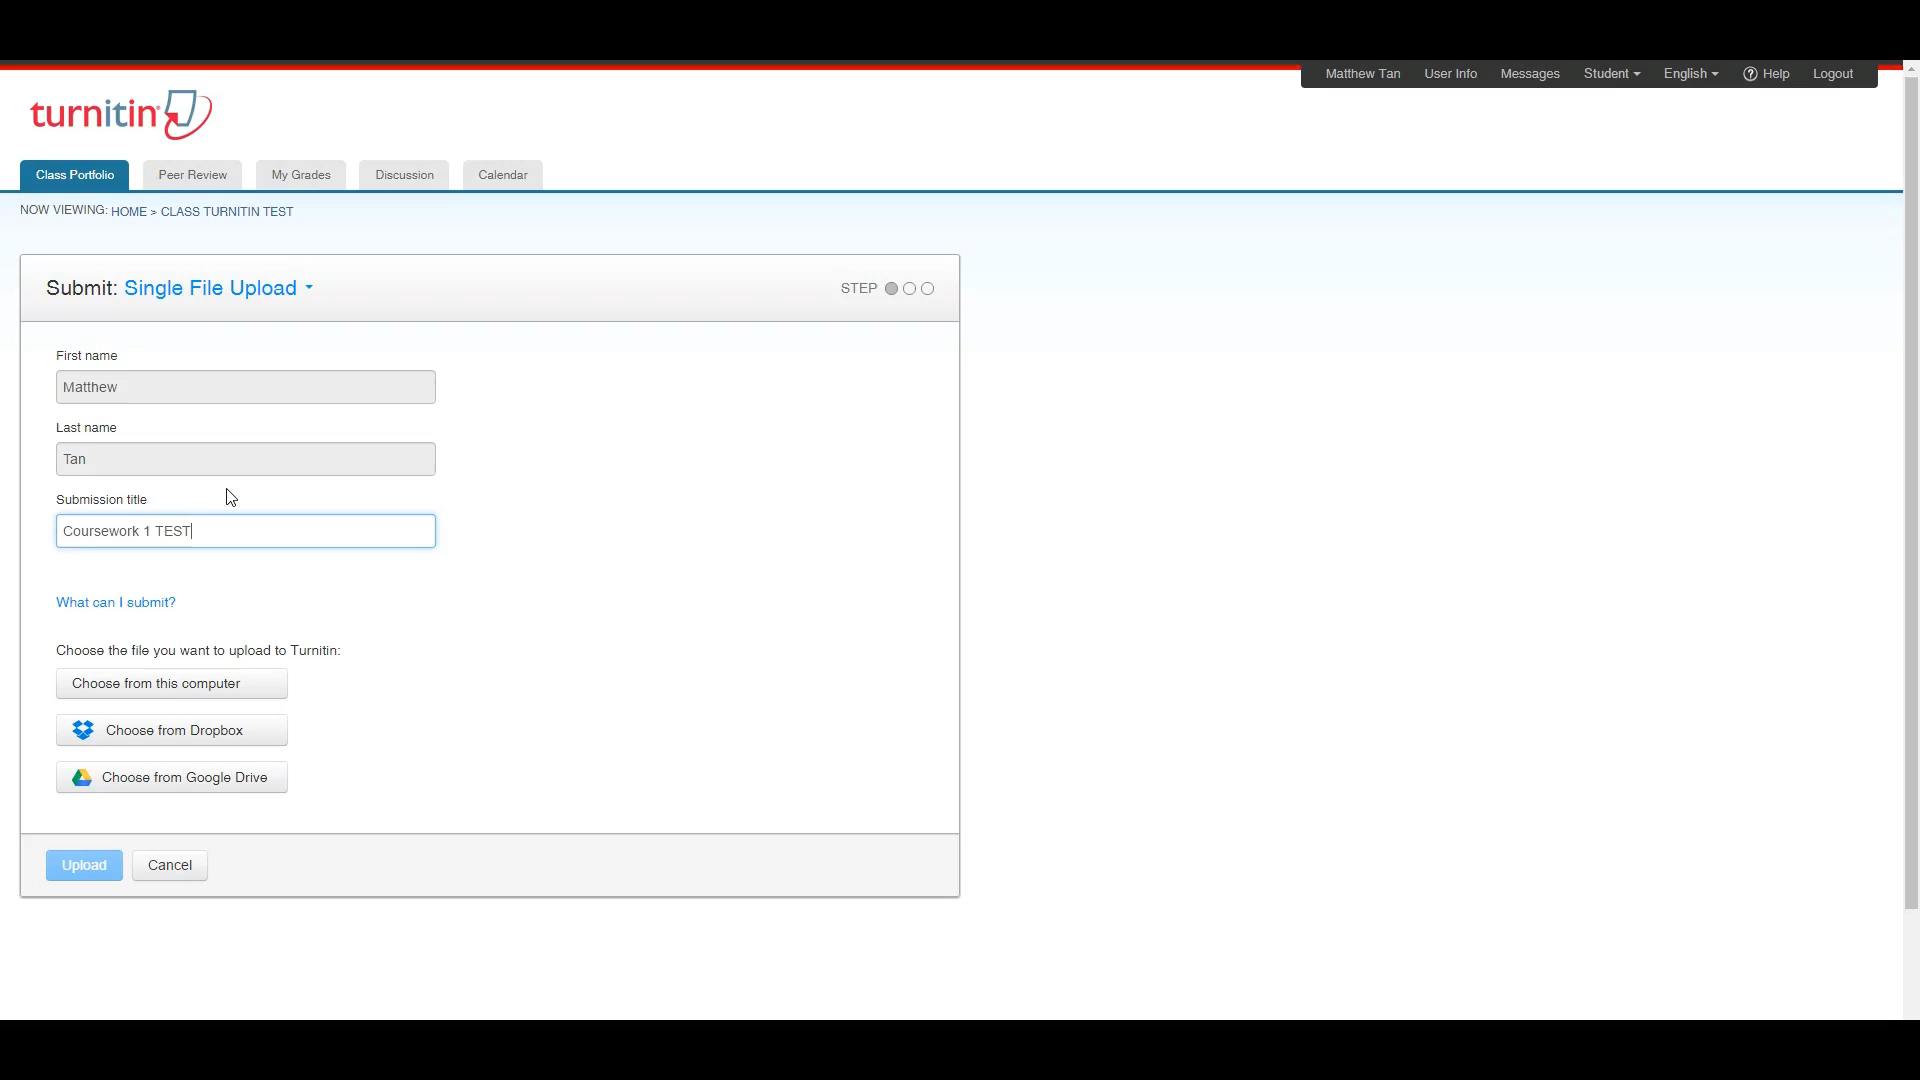 Matthew Tan User Info Messages Student English Help Logout
turnitin
Class Portfolio Peer Review My Grades Discussion Calendar
NOW VIEWING: HOME > CLASS TURNITIN TEST
Submit: Single File Upload STEP
First name
Matthew
Last name
Tan
Submission title
Coursework 1 TEST
What can I submit?
Choose the file you want to upload to Turnitin:
Choose from this computer
Choose from Dropbox
Choose from Google Drive
Upload Cancel